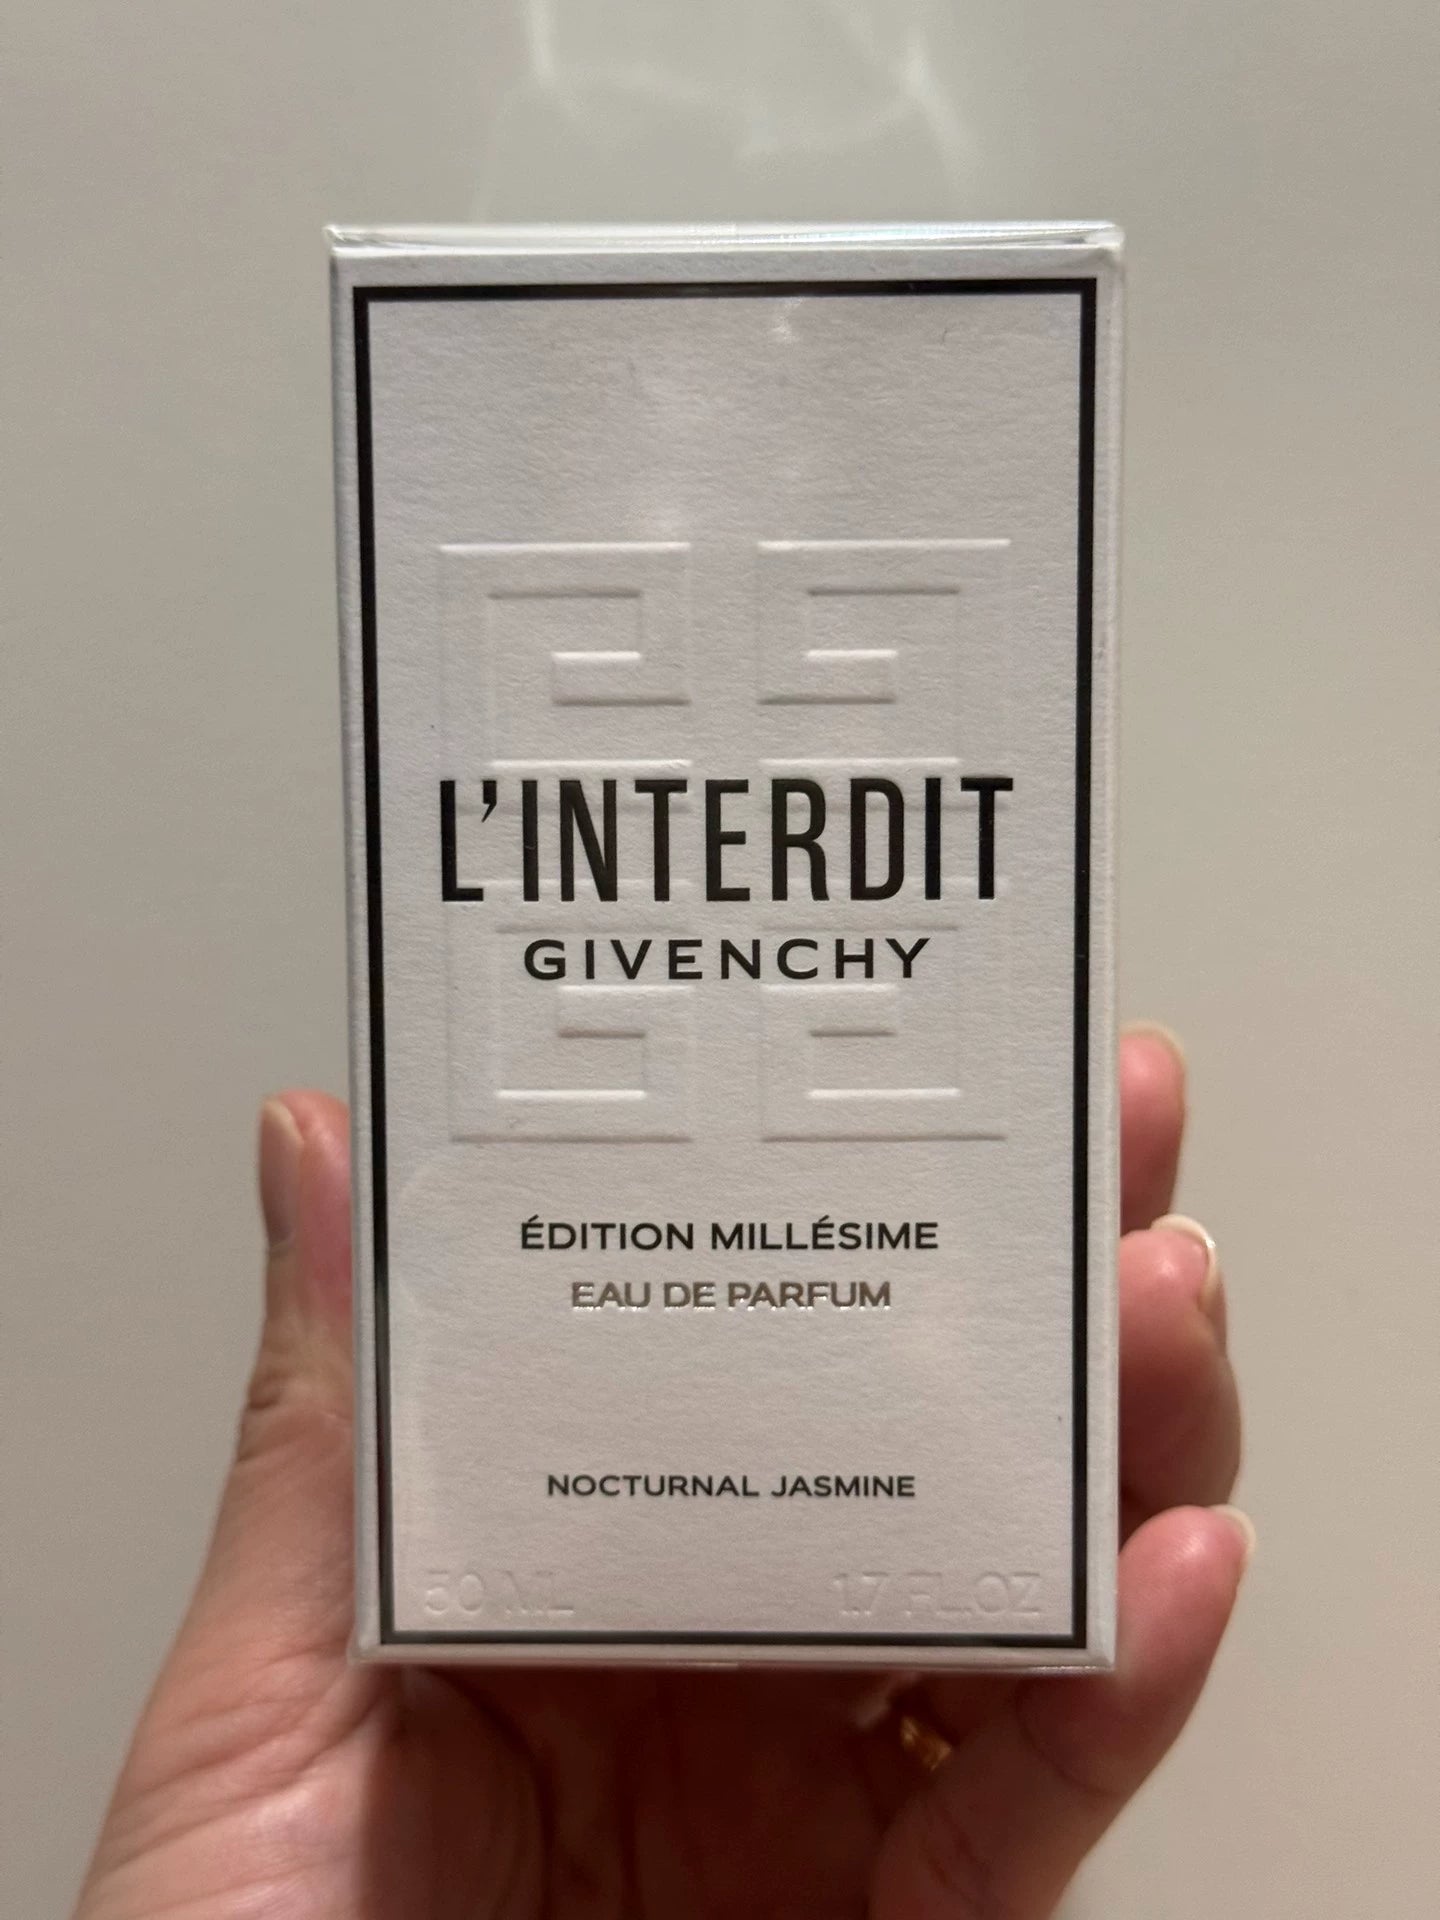 L'INTERDIT
GIVENCHY
ÉDITION MILLÉSIME
EAU DE PARFUM
NOCTURNAL JASMINE
50 ML 1.7 FL.OZ